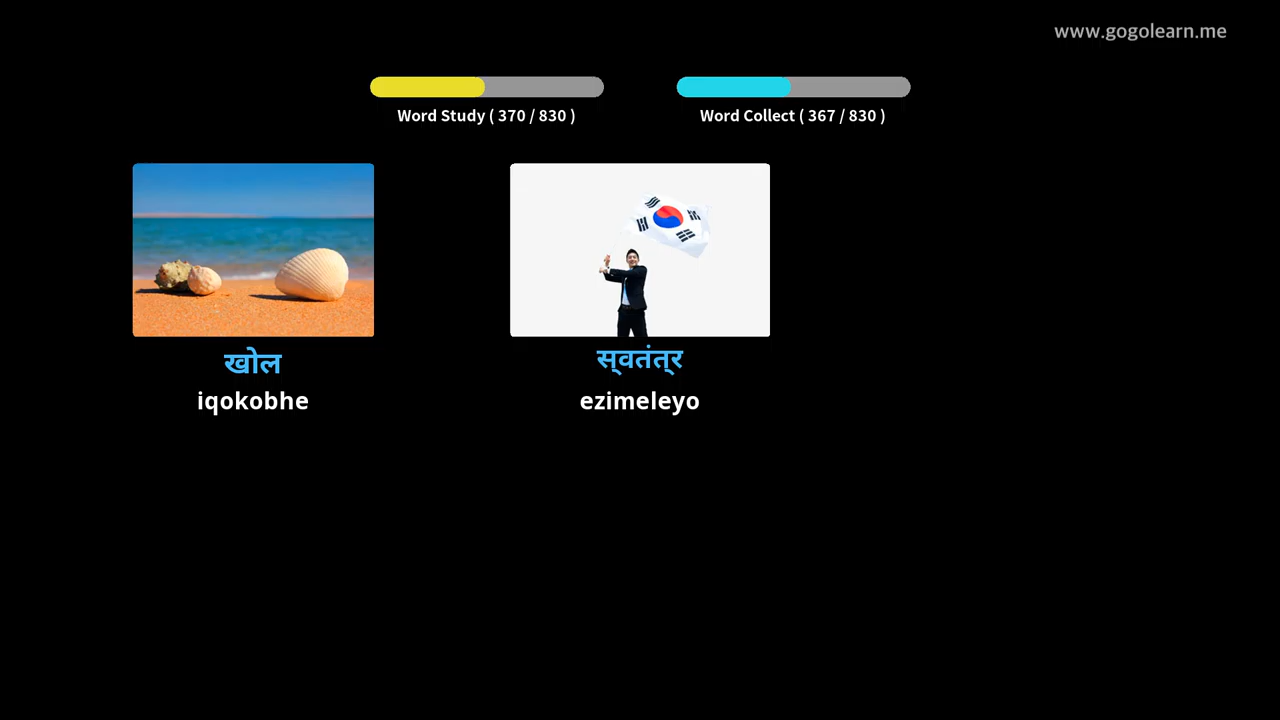 www.gogolearn.me
Word Study ( 370 / 830 )
Word Collect ( 367 / 830 )
खोल
iqokobhe
स्वतंत्र
ezimeleyo